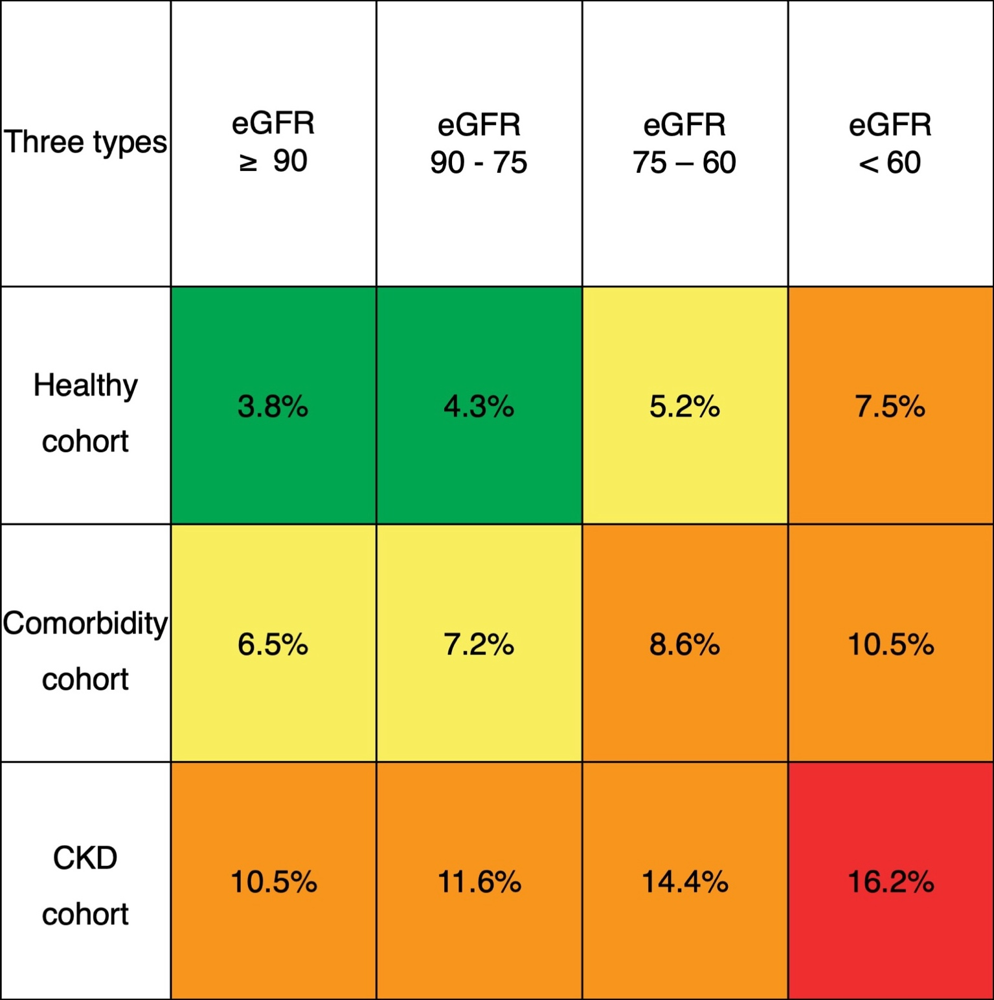 Three types
eGFR
≥ 90
eGFR
90 - 75
eGFR
75 – 60
eGFR
< 60
Healthy
cohort
3.8%
4.3%
5.2%
7.5%
Comorbidity
cohort
6.5%
7.2%
8.6%
10.5%
CKD
cohort
10.5%
11.6%
14.4%
16.2%